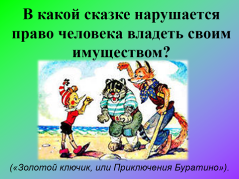 В какой сказке нарушается
право человека владеть своим
имуществом?
(«Золотой ключик, или Приключения Буратино»).